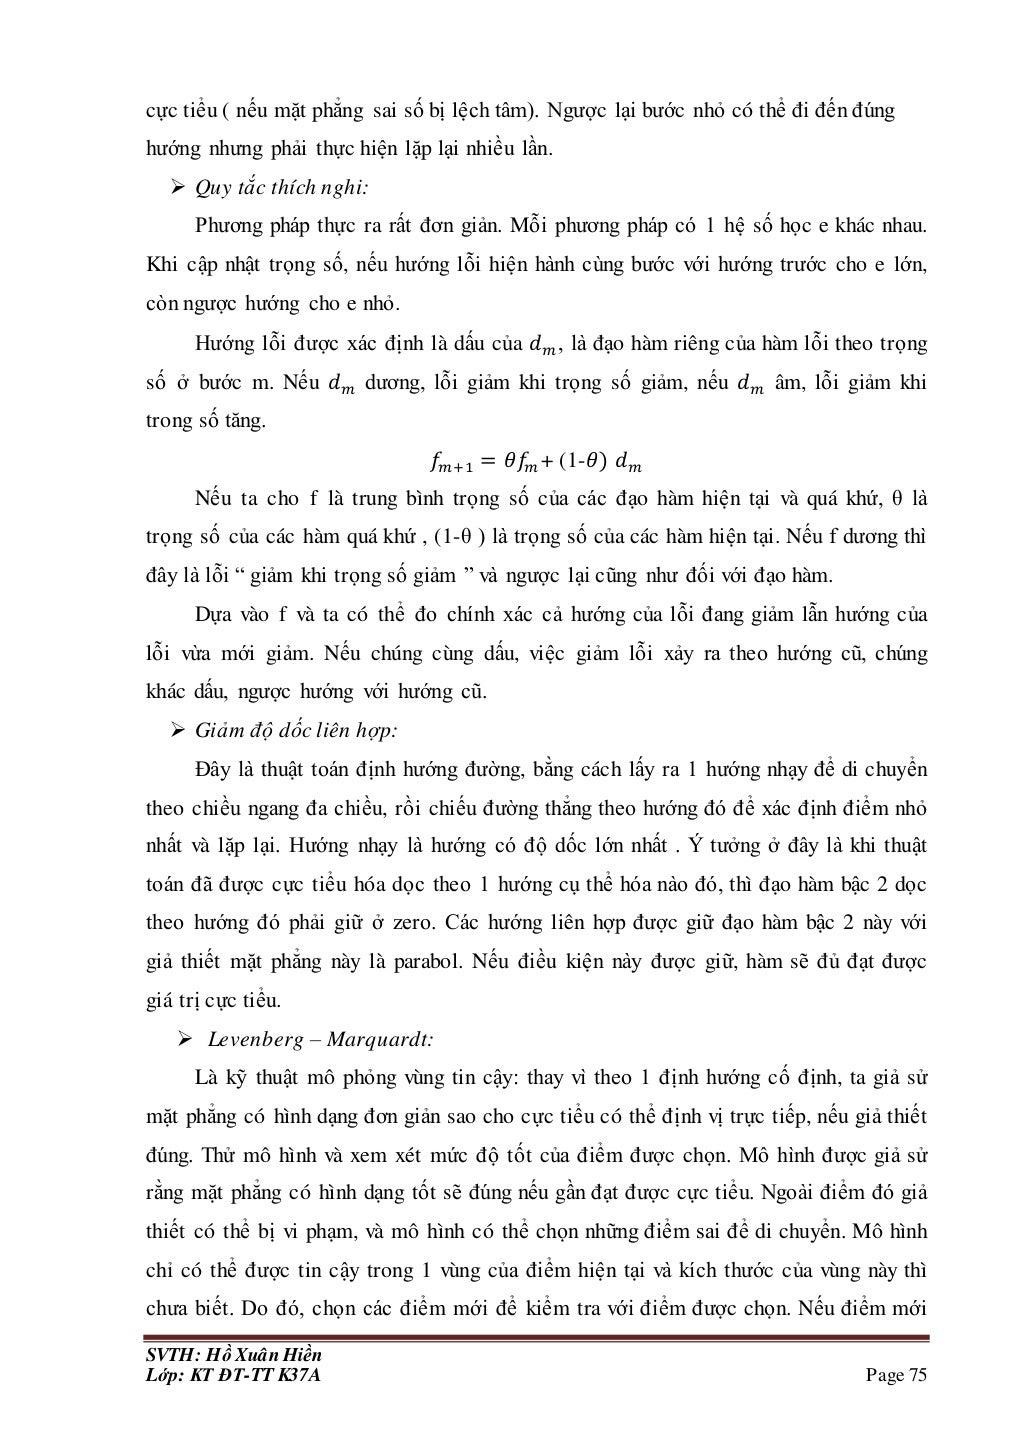 cực tiểu ( nếu mặt phẳng sai số bị lệch tâm). Ngược lại bước nhỏ có thể đi đến đúng
hướng nhưng phải thực hiện lặp lại nhiều lần.
➢ Quy tắc thích nghi:
Phương pháp thực ra rất đơn giản. Mỗi phương pháp có 1 hệ số học e khác nhau.
Khi cập nhật trọng số, nếu hướng lỗi hiện hành cùng bước với hướng trước cho e lớn,
còn ngược hướng cho e nhỏ.
Hướng lỗi được xác định là dấu của d_m, là đạo hàm riêng của hàm lỗi theo trọng
số ở bước m. Nếu d_m dương, lỗi giảm khi trọng số giảm, nếu d_m âm, lỗi giảm khi
trong số tăng.
f_{m+1} = θf_m + (1-θ) d_m
Nếu ta cho f là trung bình trọng số của các đạo hàm hiện tại và quá khứ, θ là
trọng số của các hàm quá khứ , (1-θ ) là trọng số của các hàm hiện tại. Nếu f dương thì
đây là lỗi “ giảm khi trọng số giảm ” và ngược lại cũng như đối với đạo hàm.
Dựa vào f và ta có thể đo chính xác cả hướng của lỗi đang giảm lẫn hướng của
lỗi vừa mới giảm. Nếu chúng cùng dấu, việc giảm lỗi xảy ra theo hướng cũ, chúng
khác dấu, ngược hướng với hướng cũ.
➢ Giảm độ dốc liên hợp:
Đây là thuật toán định hướng đường, bằng cách lấy ra 1 hướng nhạy để di chuyển
theo chiều ngang đa chiều, rồi chiếu đường thẳng theo hướng đó để xác định điểm nhỏ
nhất và lặp lại. Hướng nhạy là hướng có độ dốc lớn nhất . Ý tưởng ở đây là khi thuật
toán đã được cực tiểu hóa dọc theo 1 hướng cụ thể hóa nào đó, thì đạo hàm bậc 2 dọc
theo hướng đó phải giữ ở zero. Các hướng liên hợp được giữ đạo hàm bậc 2 này với
giả thiết mặt phẳng này là parabol. Nếu điều kiện này được giữ, hàm sẽ đủ đạt được
giá trị cực tiểu.
➢ Levenberg – Marquardt:
Là kỹ thuật mô phỏng vùng tin cậy: thay vì theo 1 định hướng cố định, ta giả sử
mặt phẳng có hình dạng đơn giản sao cho cực tiểu có thể định vị trực tiếp, nếu giả thiết
đúng. Thử mô hình và xem xét mức độ tốt của điểm được chọn. Mô hình được giả sử
rằng mặt phẳng có hình dạng tốt sẽ đúng nếu gần đạt được cực tiểu. Ngoài điểm đó giả
thiết có thể bị vi phạm, và mô hình có thể chọn những điểm sai để di chuyển. Mô hình
chỉ có thể được tin cậy trong 1 vùng của điểm hiện tại và kích thước của vùng này thì
chưa biết. Do đó, chọn các điểm mới để kiểm tra với điểm được chọn. Nếu điểm mới
SVTH: Hồ Xuân Hiền
Lớp: KT ĐT-TT K37A
Page 75